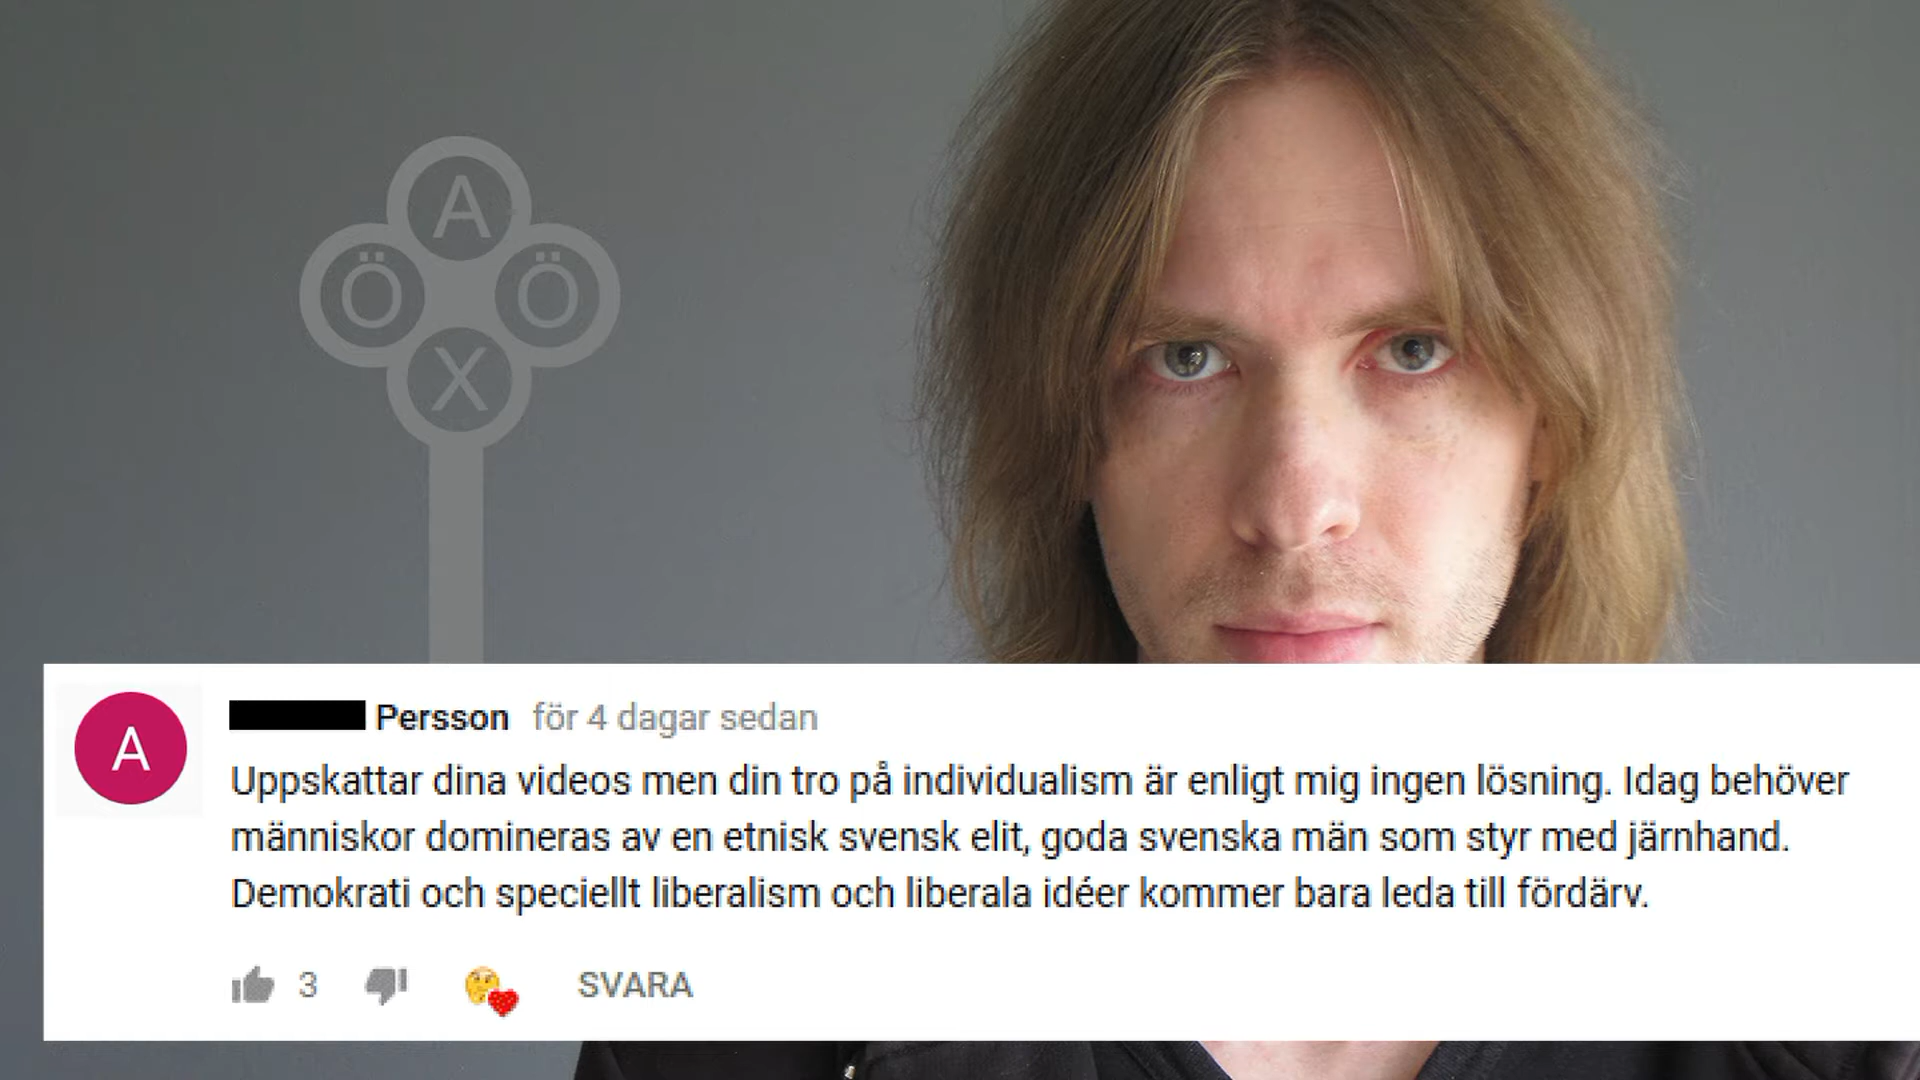 A
Ö Ö
X
A
Persson för 4 dagar sedan
Uppskattar dina videos men din tro på individualism är enligt mig ingen lösning. Idag behöver
människor domineras av en etnisk svensk elit, goda svenska män som styr med järnhand.
Demokrati och speciellt liberalism och liberala idéer kommer bara leda till fördärv.
3 SVARA